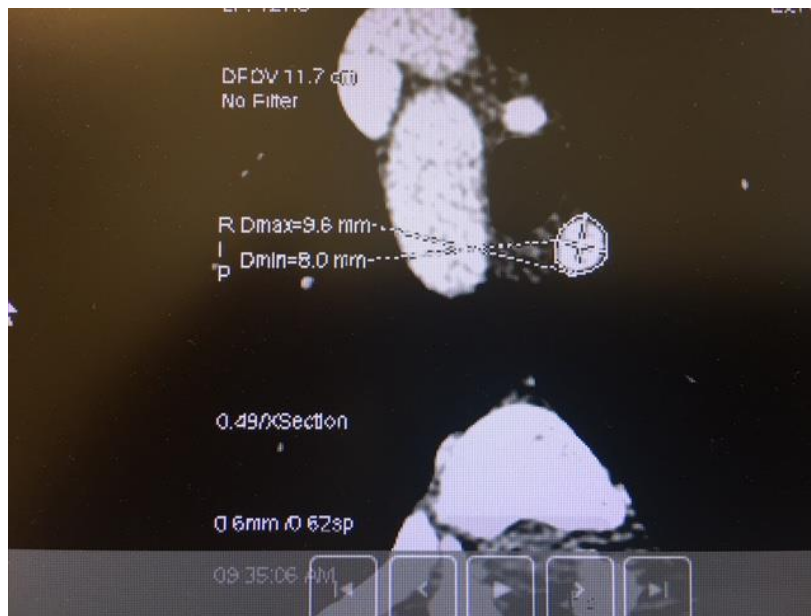 DFOV 11.7 cm
No Filter
R Dmax=9.6 mm
I
P Dmin=8.0 mm
0.49/XSection
0.6mm /0.62sp
09:35:06 AM